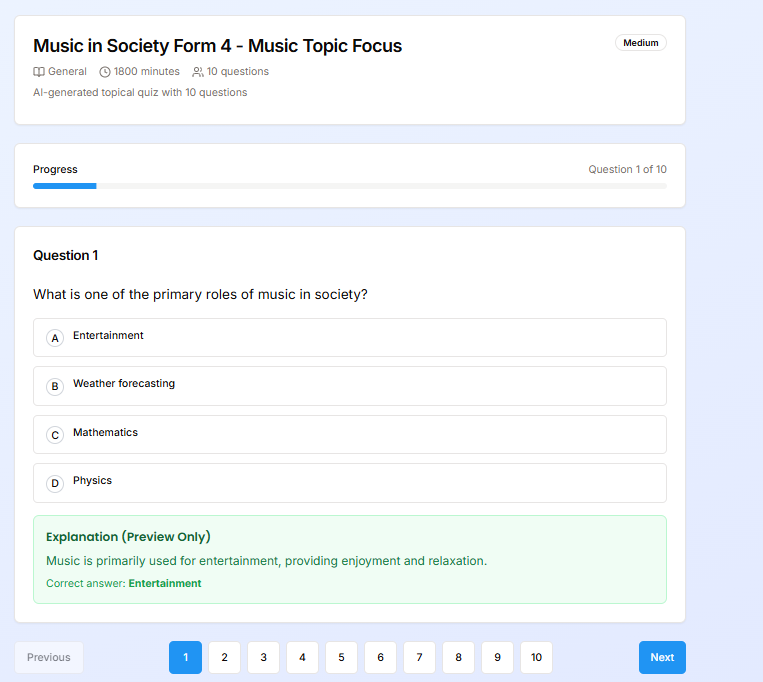 Music in Society Form 4 - Music Topic Focus
Medium
General 1800 minutes 10 questions
AI-generated topical quiz with 10 questions
Progress
Question 1 of 10
Question 1
What is one of the primary roles of music in society?
A Entertainment
B Weather forecasting
C Mathematics
D Physics
Explanation (Preview Only)
Music is primarily used for entertainment, providing enjoyment and relaxation.
Correct answer: Entertainment
Previous 1 2 3 4 5 6 7 8 9 10 Next